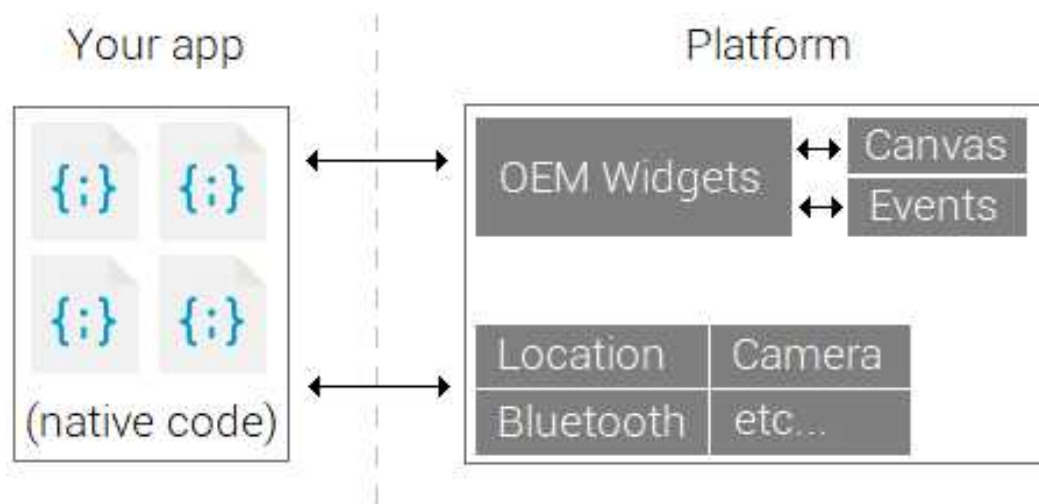 Your app
Platform
{;} {;}
{;} {;}
(native code)
OEM Widgets
Canvas
Events
Location Camera
Bluetooth etc...